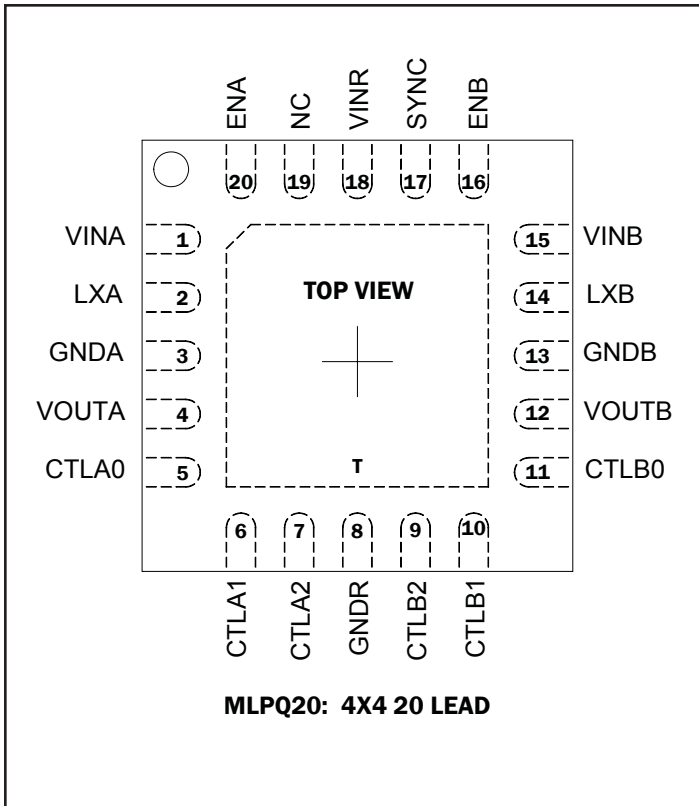 ENA NC VINR SYNC ENB
20 19 18 17 16
VINA 1 15 VINB
LXA 2 TOP VIEW 14 LXB
GNDA 3 13 GNDB
VOUTA 4 12 VOUTB
CTLA0 5 T 11 CTLB0
6 7 8 9 10
CTLA1 CTLA2 GNDR CTLB2 CTLB1
MLPQ20: 4X4 20 LEAD